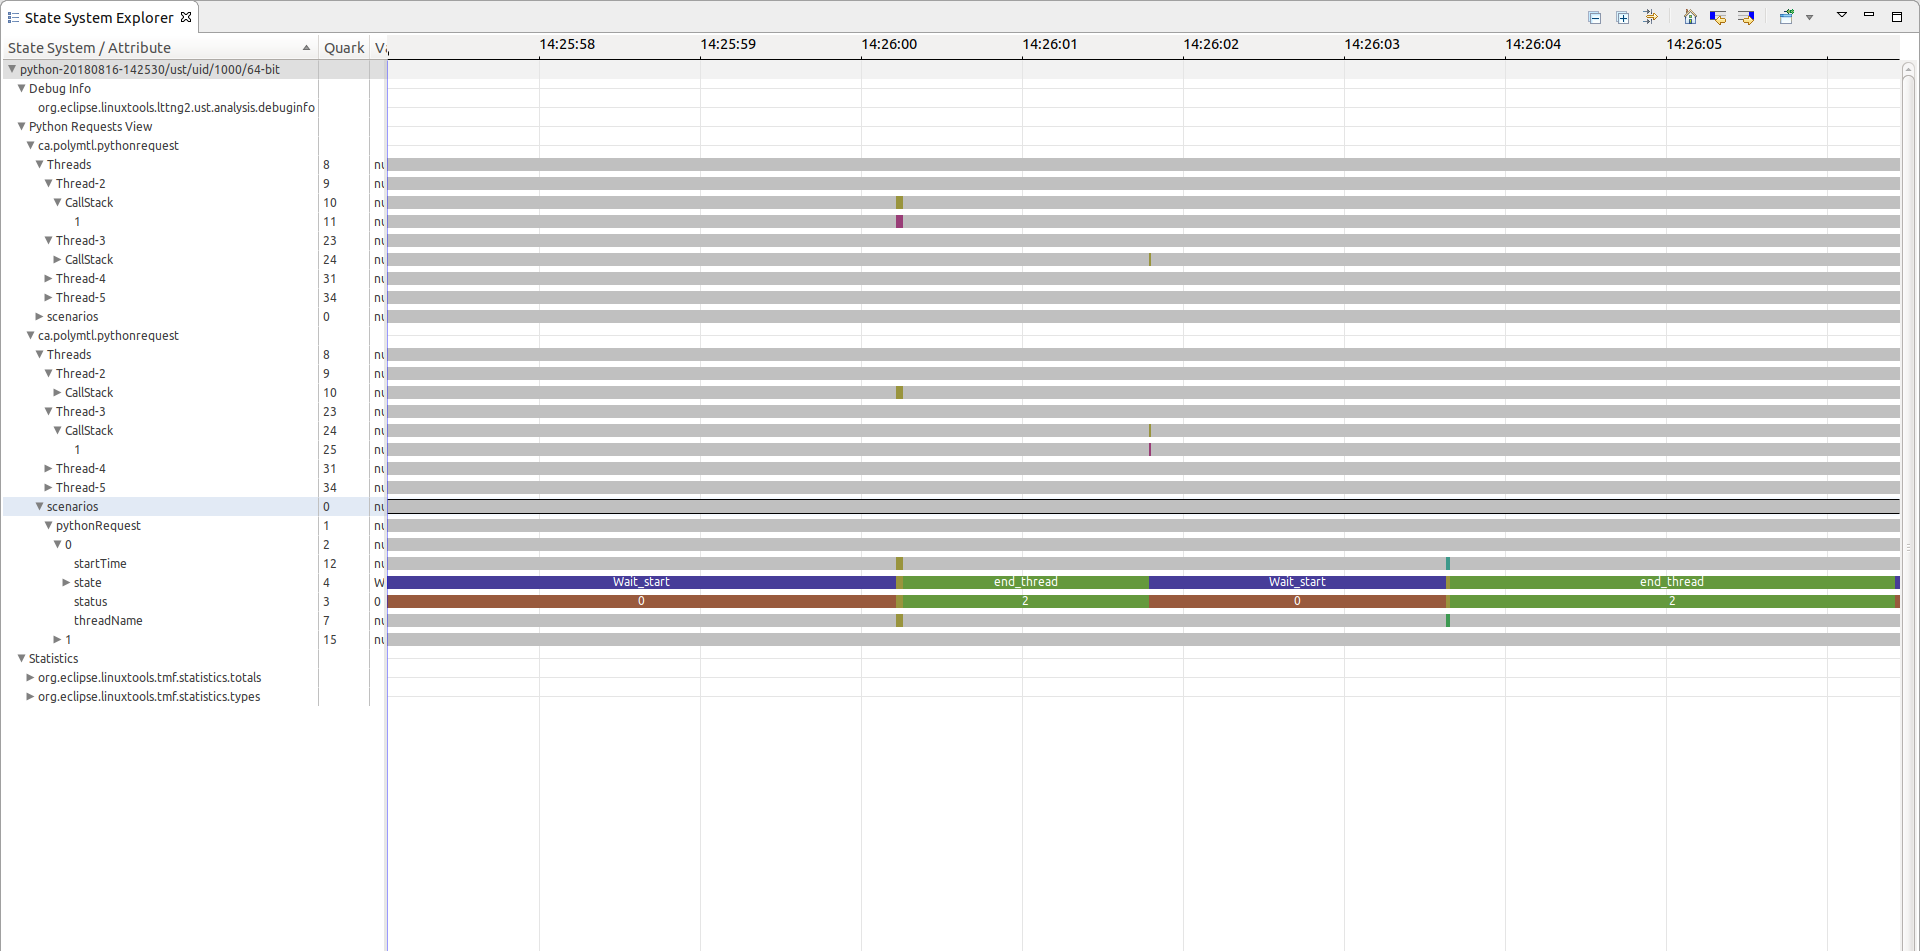 State System Explorer
State System / Attribute Quark 14:25:58 14:25:59 14:26:00 14:26:01 14:26:02 14:26:03 14:26:04 14:26:05
python-20180816-142530/ust/uid/1000/64-bit
Debug Info
org.eclipse.linuxtools.lttng2.ust.analysis.debuginfo
Python Requests View
ca.polymtl.pythonrequest
Threads 8 nu
Thread-2 9 nu
CallStack 10 nu
1 11 nu
Thread-3 23 nu
CallStack 24 nu
Thread-4 31 nu
Thread-5 34 nu
scenarios 0 nu
ca.polymtl.pythonrequest
Threads 8 nu
Thread-2 9 nu
CallStack 10 nu
Thread-3 23 nu
CallStack 24 nu
1 25 nu
Thread-4 31 nu
Thread-5 34 nu
scenarios 0 nu
pythonRequest 1 nu
0 2 nu
startTime 12 nu
state 4 W Wait_start end_thread Wait_start end_thread
status 3 0 0 2 0 2
threadName 7 nu
1 15 nu
Statistics
org.eclipse.linuxtools.tmf.statistics.totals
org.eclipse.linuxtools.tmf.statistics.types